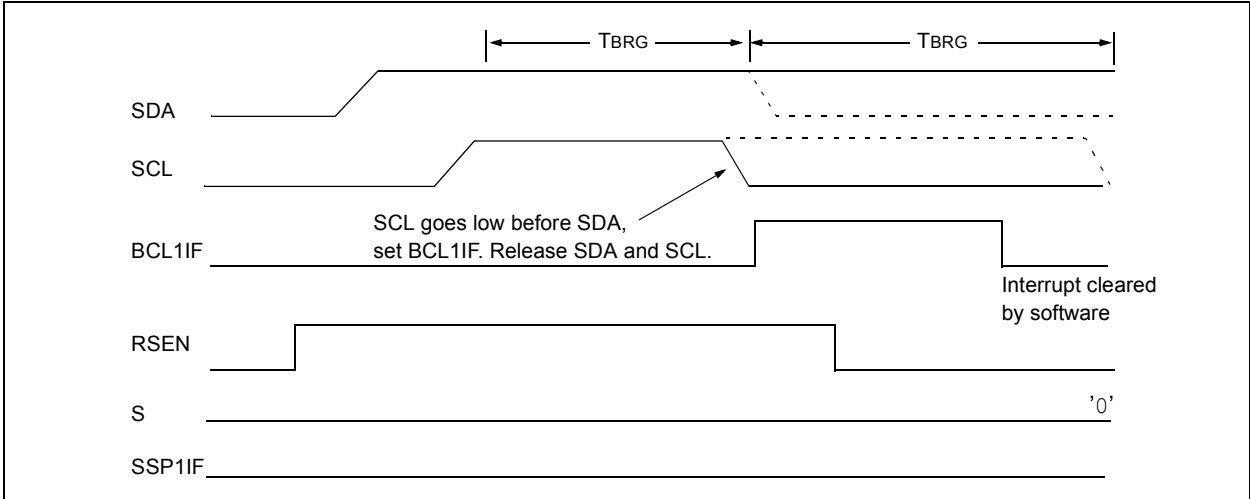 TBRG
TBRG
SDA
SCL
SCL goes low before SDA,
set BCL1IF. Release SDA and SCL.
BCL1IF
Interrupt cleared
by software
RSEN
S
'0'
SSP1IF